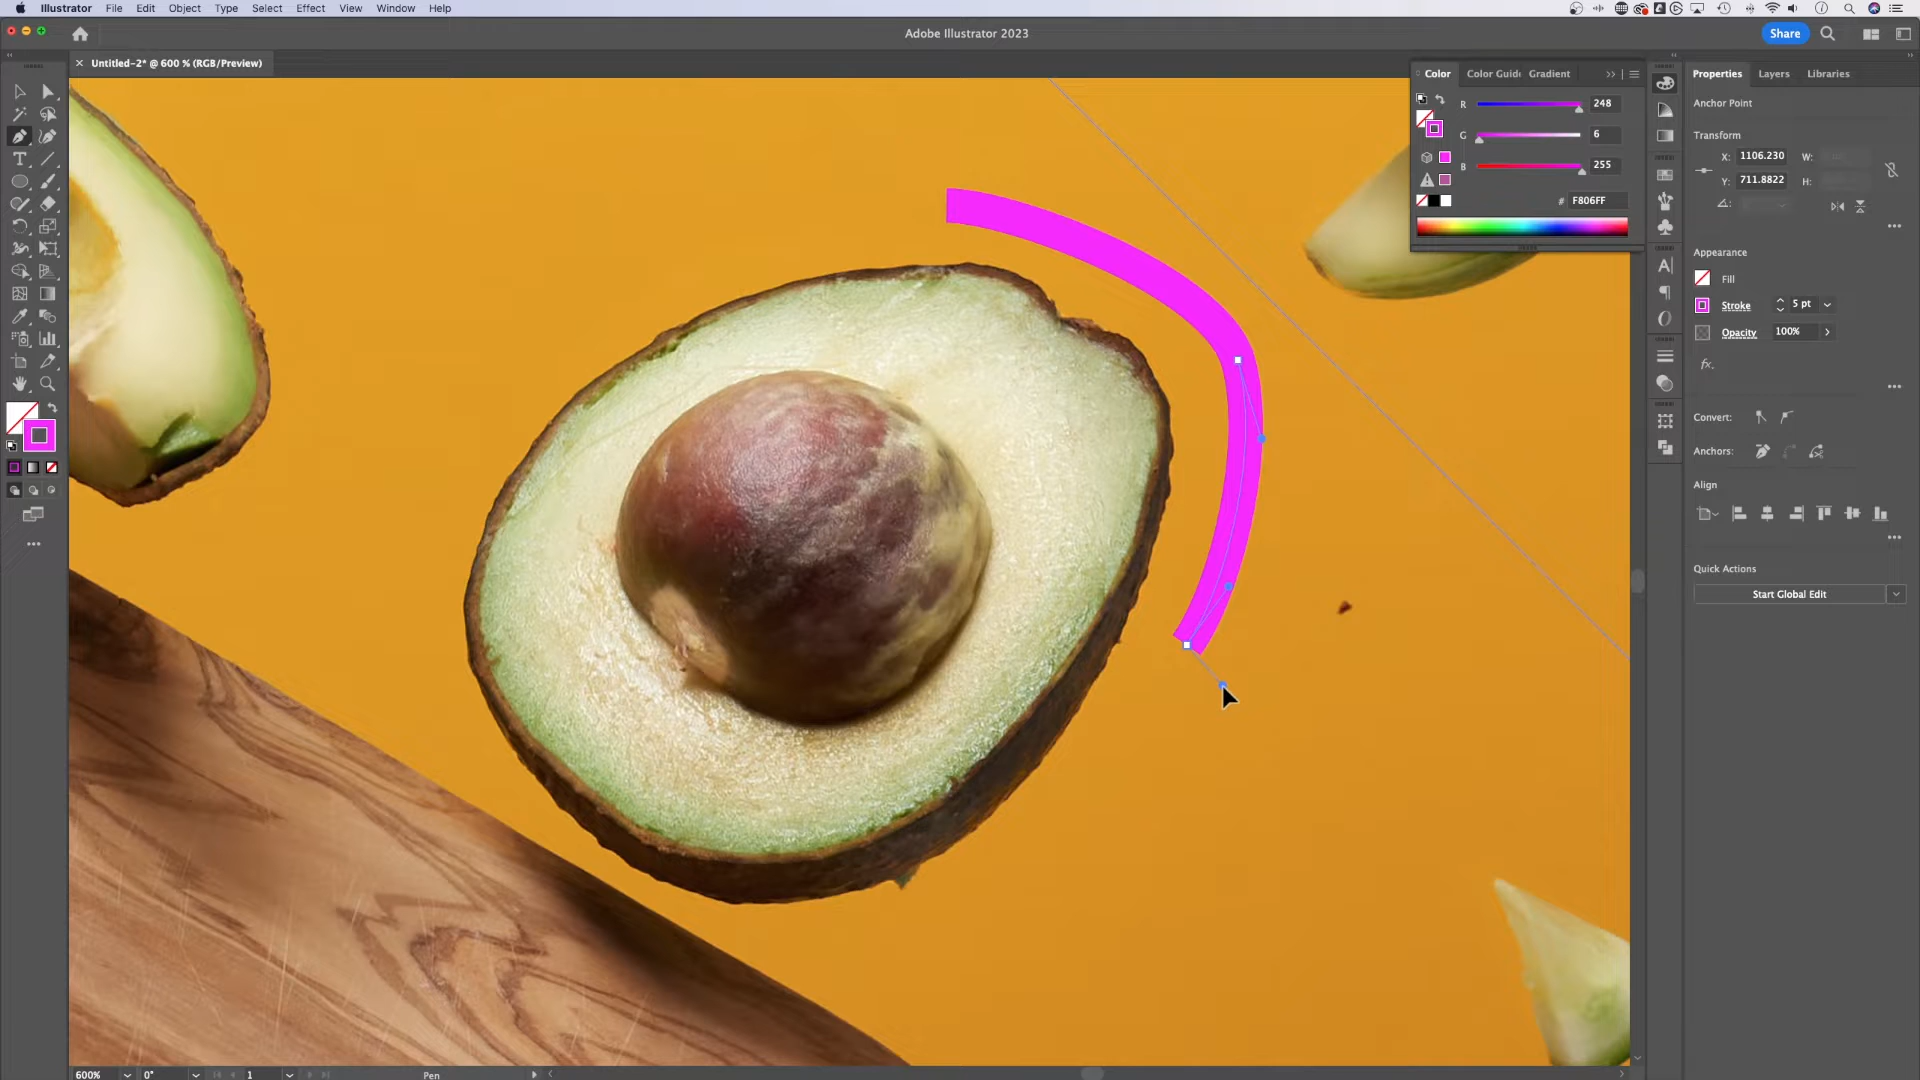 Illustrator File Edit Object Type Select Effect View Window Help
Adobe Illustrator 2023
Share
Untitled-2* @ 600 % (RGB/Preview)
Color Color Guide Gradient
R 248
G 6
B 255
# F806FF
Properties Layers Libraries
Anchor Point
Transform
X: 1106.230 W:
Y: 711.8822 H:
Appearance
Fill
Stroke 5 pt
Opacity 100%
fx.
Convert:
Anchors:
Align
Quick Actions
Start Global Edit
600% 0° 1 Pen